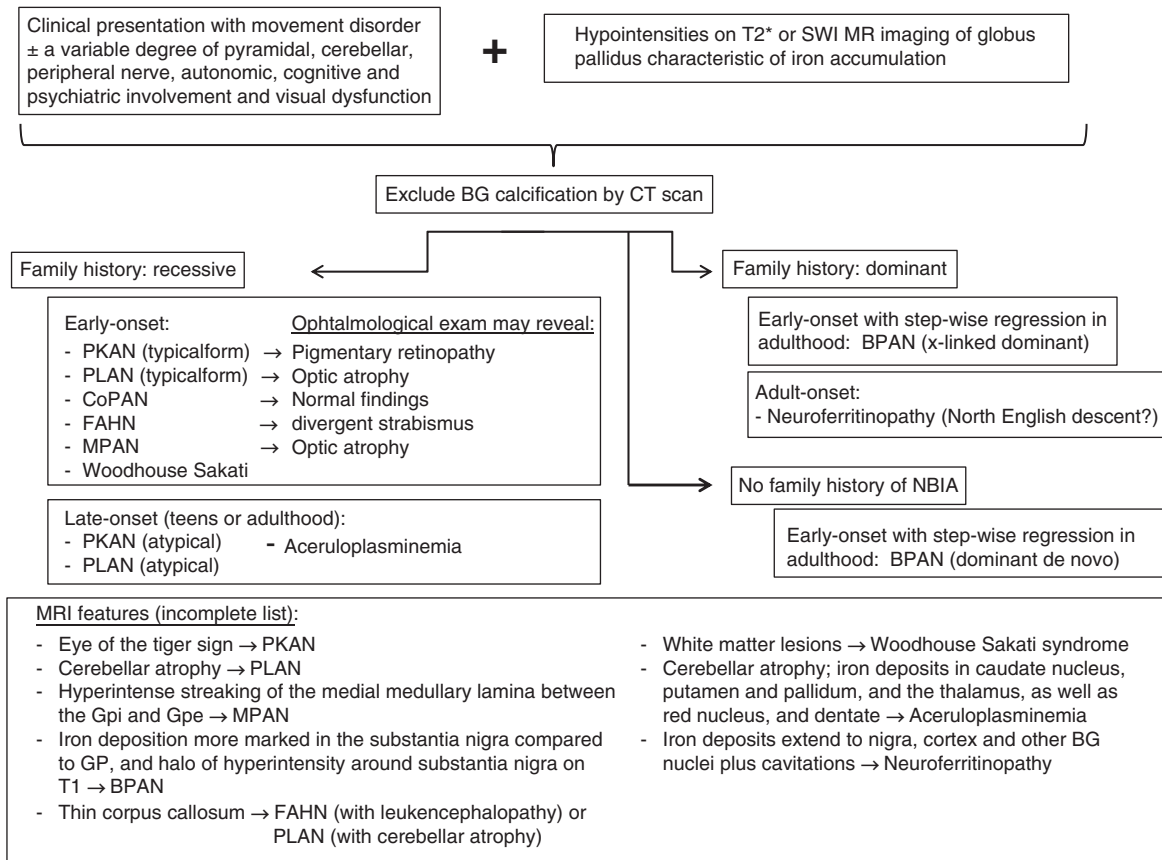 Clinical presentation with movement disorder
± a variable degree of pyramidal, cerebellar,
peripheral nerve, autonomic, cognitive and
psychiatric involvement and visual dysfunction
+
Hypointensities on T2* or SWI MR imaging of globus
pallidus characteristic of iron accumulation
Exclude BG calcification by CT scan
Family history: recessive
Early-onset: Ophtalmological exam may reveal:
- PKAN (typicalform) → Pigmentary retinopathy
- PLAN (typicalform) → Optic atrophy
- CoPAN → Normal findings
- FAHN → divergent strabismus
- MPAN → Optic atrophy
- Woodhouse Sakati
Late-onset (teens or adulthood):
- PKAN (atypical) - Aceruloplasminemia
- PLAN (atypical)
Family history: dominant
Early-onset with step-wise regression in
adulthood: BPAN (x-linked dominant)
Adult-onset:
- Neuroferritinopathy (North English descent?)
No family history of NBIA
Early-onset with step-wise regression in
adulthood: BPAN (dominant de novo)
MRI features (incomplete list):
- Eye of the tiger sign → PKAN
- Cerebellar atrophy → PLAN
- Hyperintense streaking of the medial medullary lamina between
the Gpi and Gpe → MPAN
- Iron deposition more marked in the substantia nigra compared
to GP, and halo of hyperintensity around substantia nigra on
T1 → BPAN
- Thin corpus callosum → FAHN (with leukencephalopathy) or
PLAN (with cerebellar atrophy)
- White matter lesions → Woodhouse Sakati syndrome
- Cerebellar atrophy; iron deposits in caudate nucleus,
putamen and pallidum, and the thalamus, as well as
red nucleus, and dentate → Aceruloplasminemia
- Iron deposits extend to nigra, cortex and other BG
nuclei plus cavitations → Neuroferritinopathy